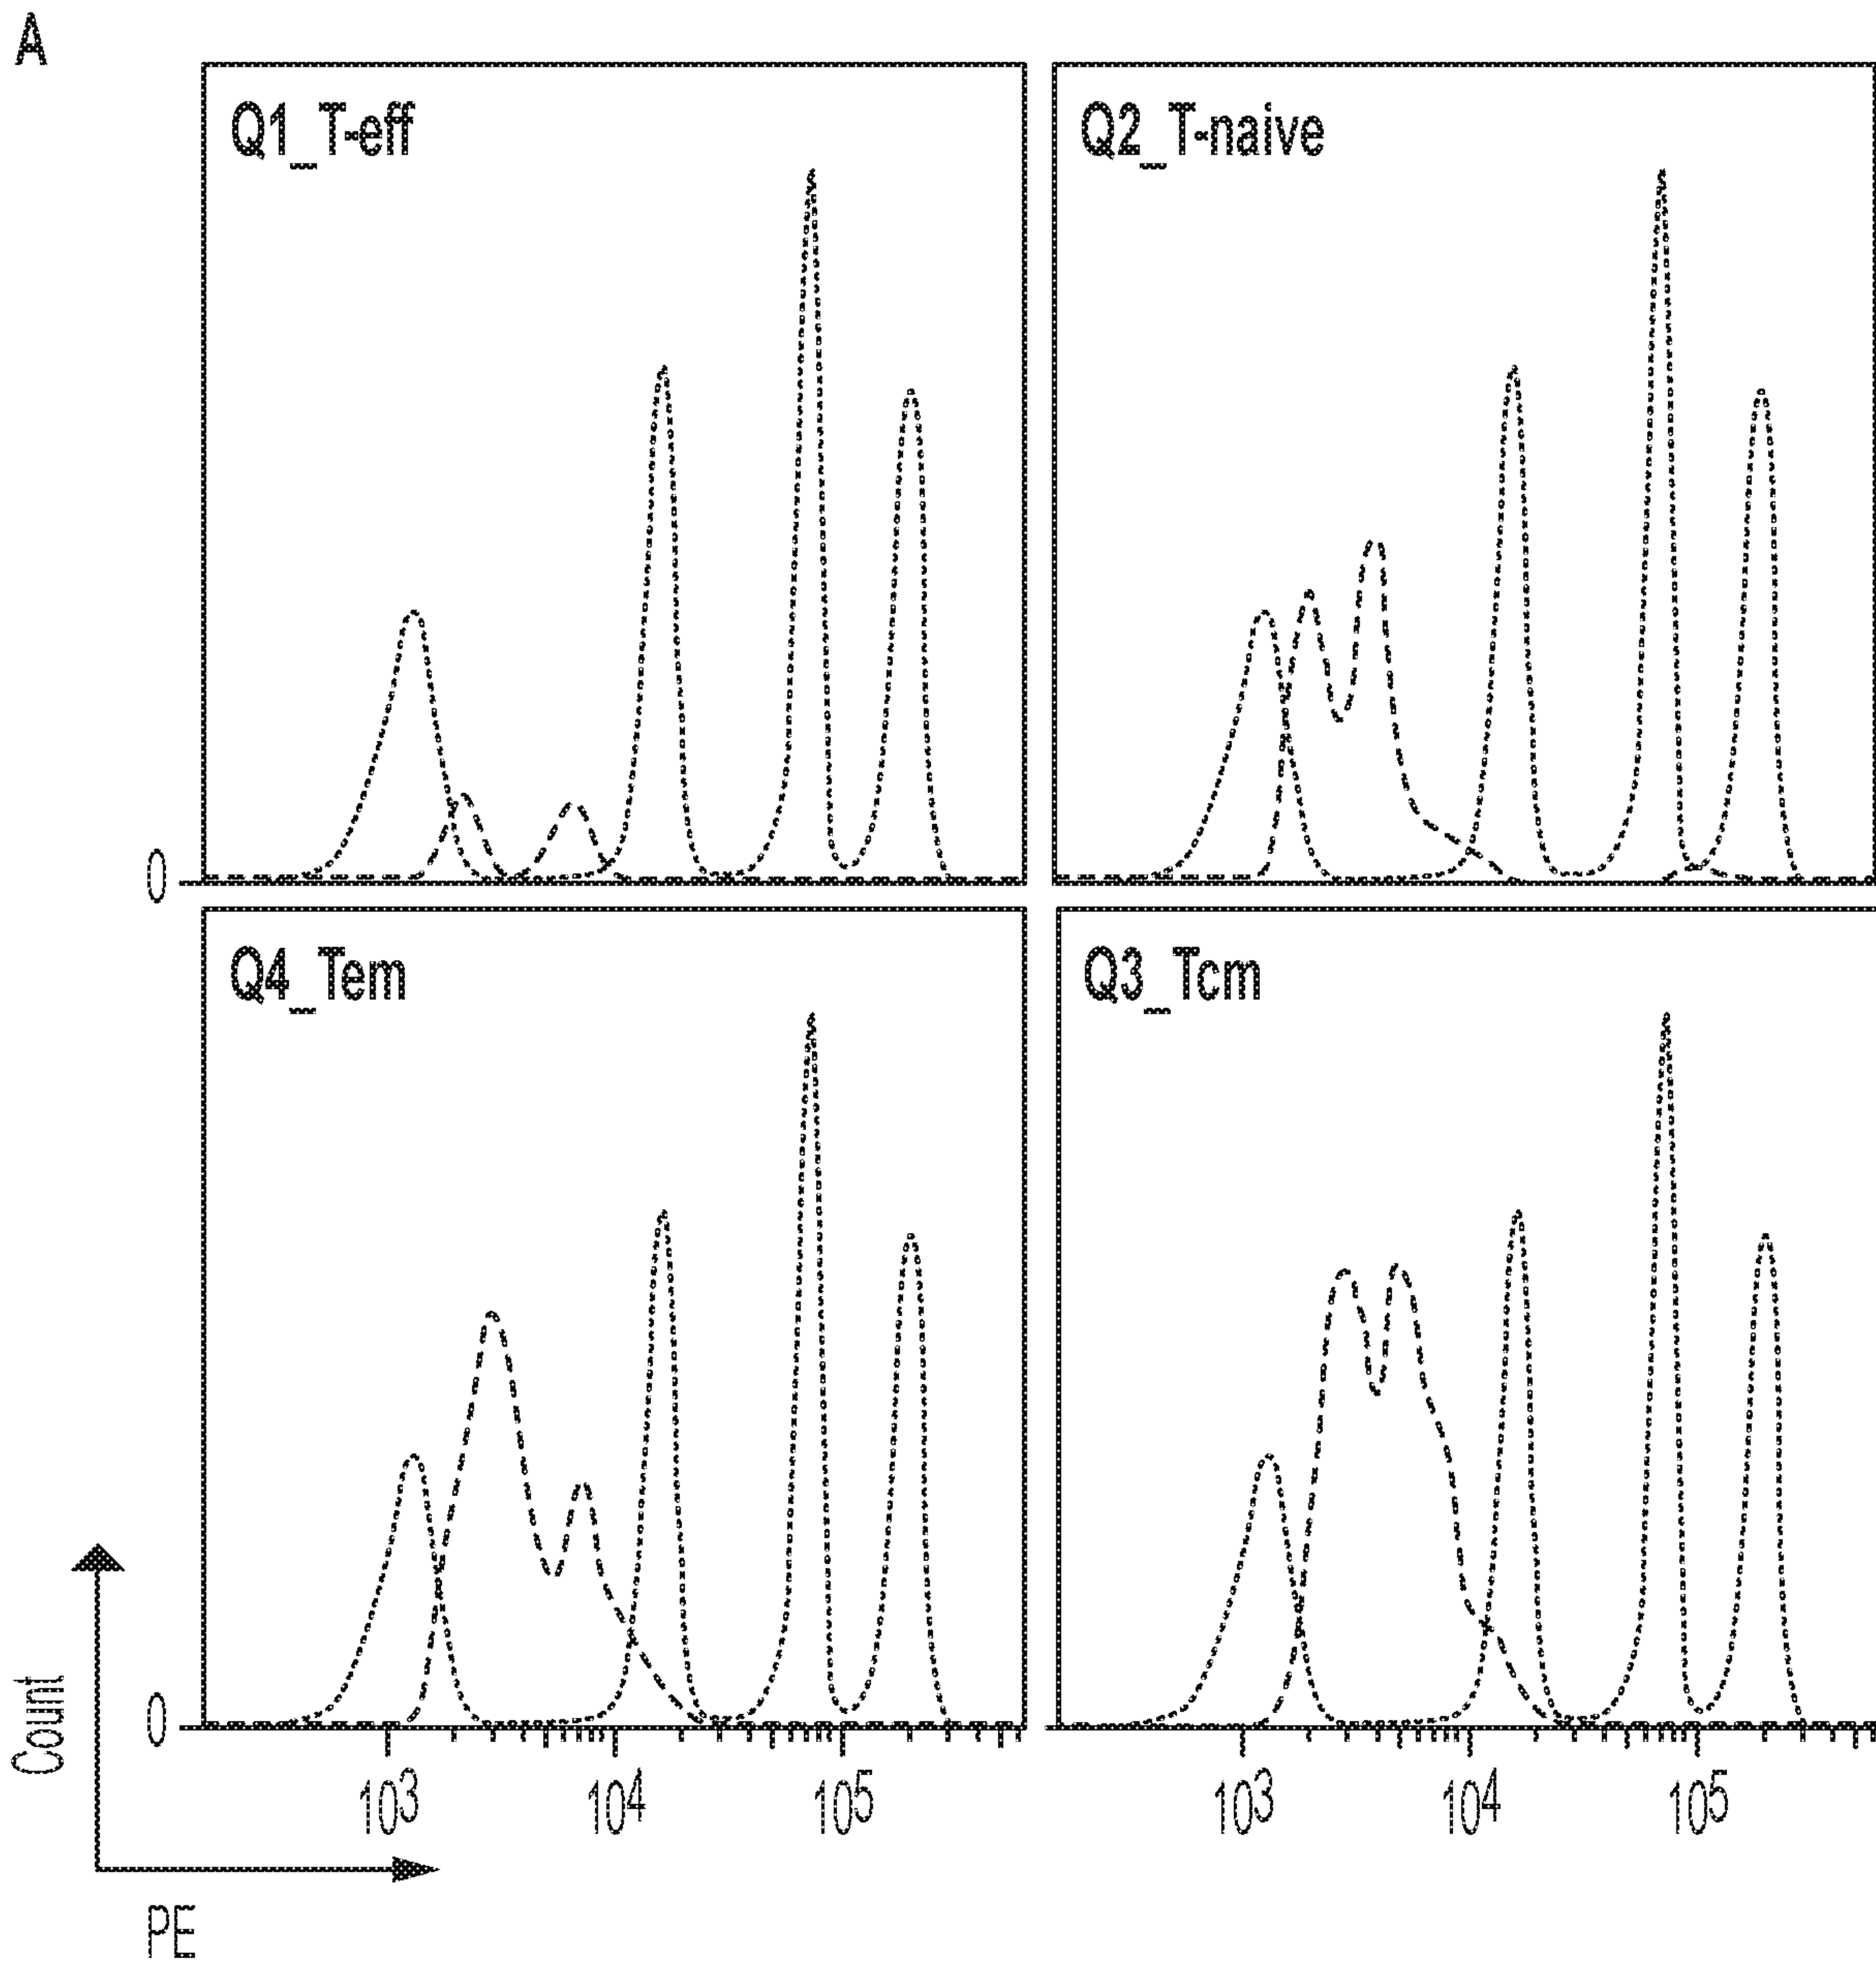 A
Q1_T-eff
Q2_T-naive
0
Q4_Tem
Q3_Tcm
Count
0
10³ 10⁴ 10⁵
10³ 10⁴ 10⁵
PE